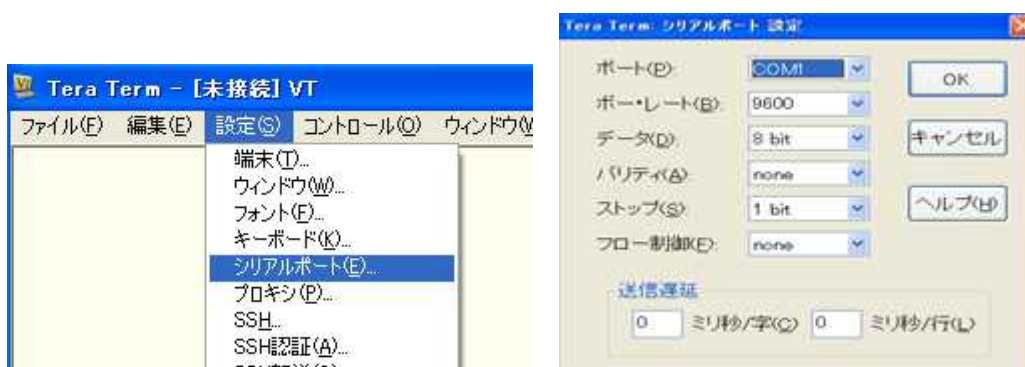 Tera Term - [未接続] VT
ファイル(F) 編集(E) 設定(S) コントロール(O) ウィンドウ(W
端末(T)...
ウィンドウ(W)...
フォント(F)...
キーボード(K)...
シリアルポート(E)...
プロキシ(P)...
SSH...
SSH認証(A)...
Tera Term: シリアルポート 設定
ポート(P): COM1 OK
ボー・レート(B): 9600
データ(D): 8 bit キャンセル
パリティ(A): none
ストップ(S): 1 bit ヘルプ(H)
フロー制御(F): none
送信遅延
0 ミリ秒/字(C) 0 ミリ秒/行(L)